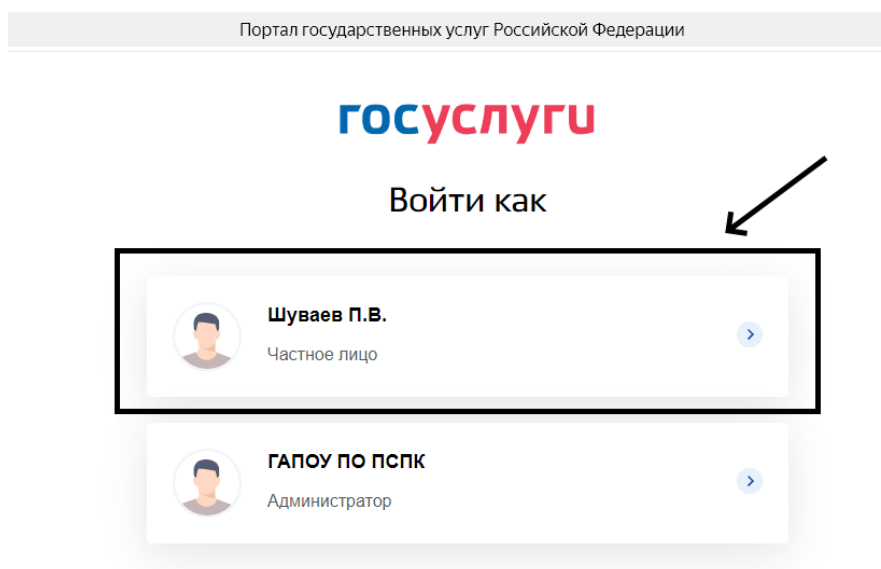 Портал государственных услуг Российской Федерации
госуслуги
Войти как
Шуваев П.В.
Частное лицо
ГАПОУ ПО ПСПК
Администратор